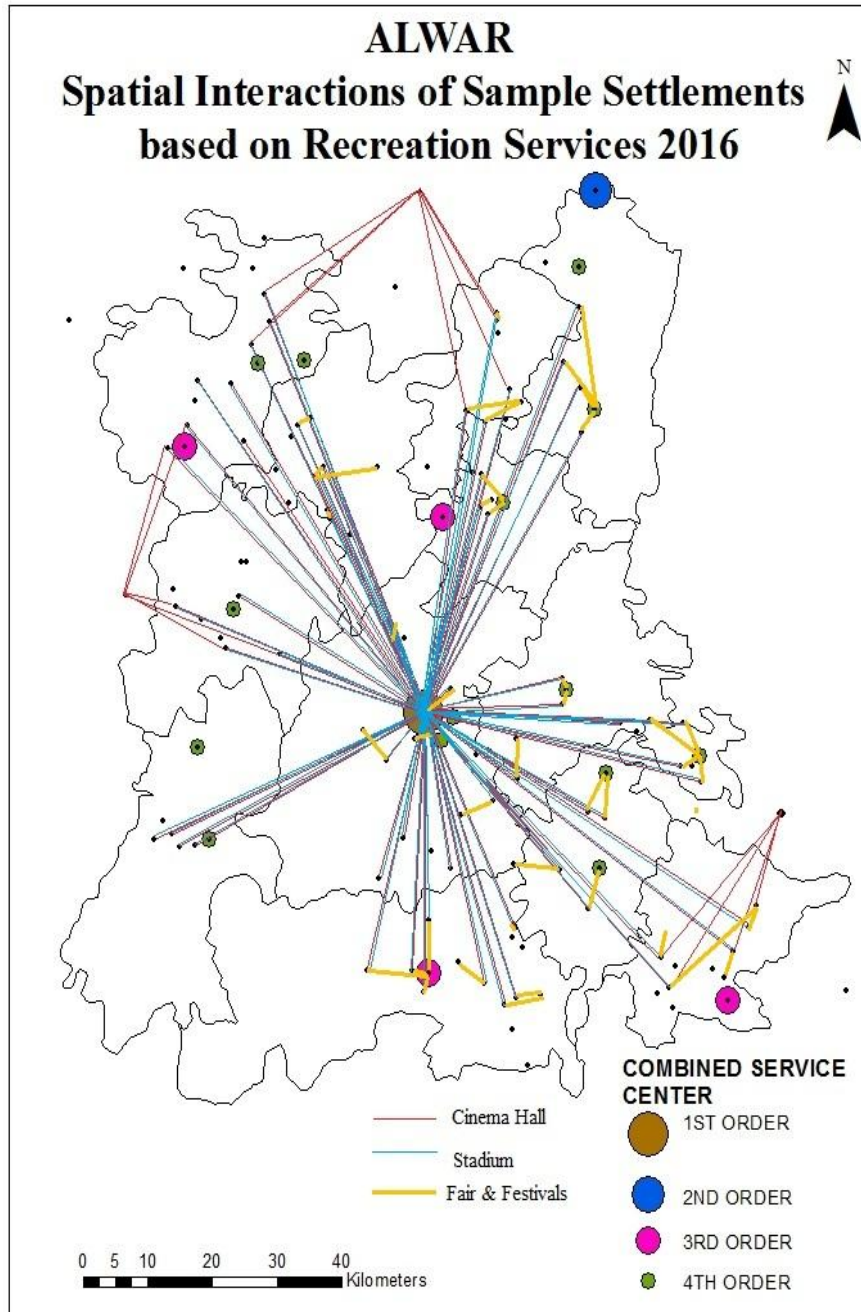 ALWAR
Spatial Interactions of Sample Settlements
based on Recreation Services 2016
N
COMBINED SERVICE
CENTER
Cinema Hall
1ST ORDER
Stadium
Fair & Festivals
2ND ORDER
3RD ORDER
0 5 10 20 30 40
Kilometers
4TH ORDER